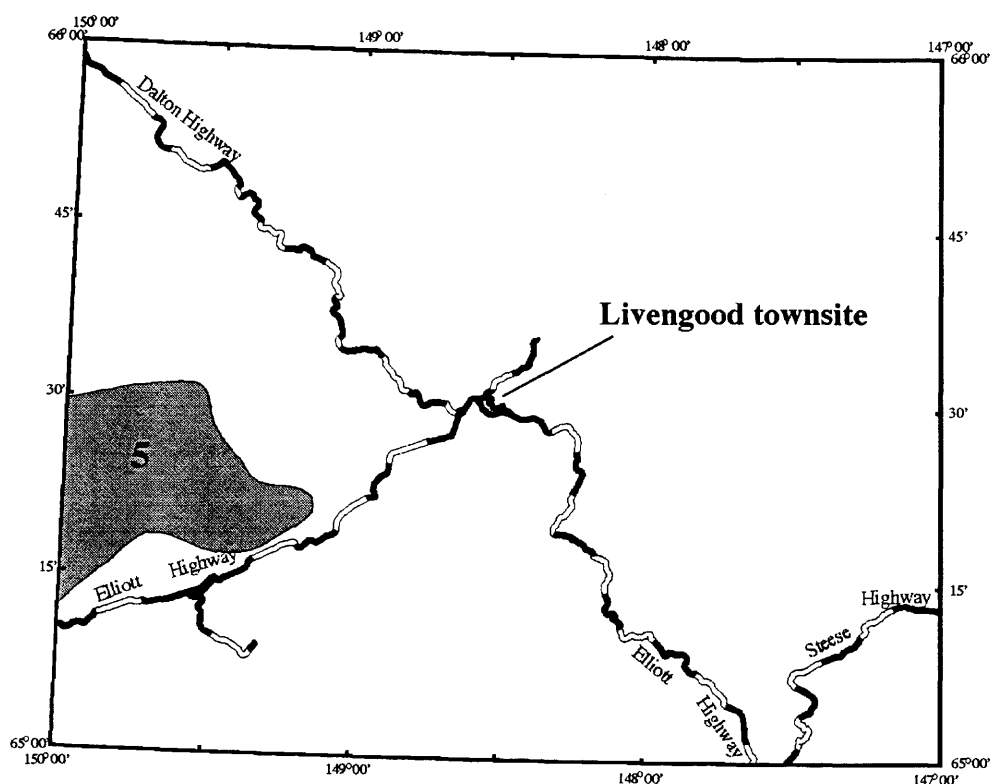 150° 00'
66° 00'
149° 00'
148° 00'
147° 00'
66° 00'
Dalton Highway
45'
45'
Livengood townsite
30'
30'
5
15'
Elliott Highway
15'
Highway
Steese
Elliott
Highway
65° 00'
150° 00'
149° 00'
148° 00'
65° 00'
147° 00'